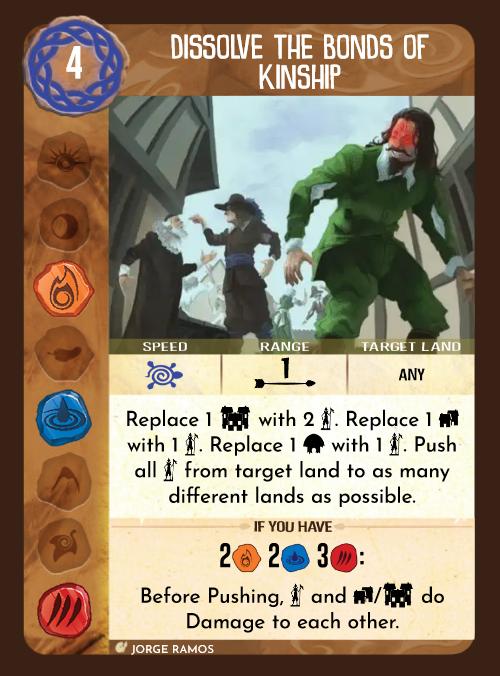 4
DISSOLVE THE BONDS OF
KINSHIP
SPEED RANGE TARGET LAND
1 ANY
Replace 1 with 2 . Replace 1
with 1 . Replace 1 with 1 . Push
all from target land to as many
different lands as possible.
IF YOU HAVE
2 2 3 :
Before Pushing, and / do
Damage to each other.
JORGE RAMOS